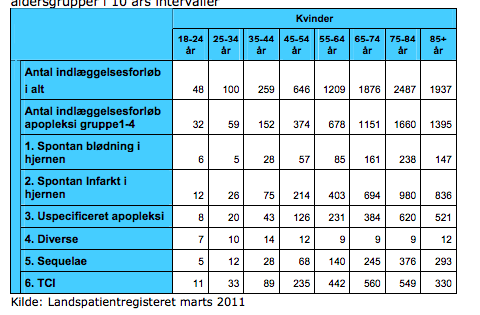 aldersgrupper i 10 års intervaller
Kvinder
18-24 år 25-34 år 35-44 år 45-54 år 55-64 år 65-74 år 75-84 år 85+ år
Antal indlæggelsesforløb
i alt 48 100 259 646 1209 1876 2487 1937
Antal indlæggelsesforløb
apopleksi gruppe1-4 32 59 152 374 678 1151 1660 1395
1. Spontan blødning i
hjernen 6 5 28 57 85 161 238 147
2. Spontan Infarkt i
hjernen 12 26 75 214 403 694 980 836
3. Uspecificeret apopleksi 8 20 43 126 231 384 620 521
4. Diverse 7 10 14 12 9 9 9 12
5. Sequelae 5 12 28 68 140 245 376 293
6. TCI 11 33 89 235 442 560 549 330
Kilde: Landspatientregisteret marts 2011